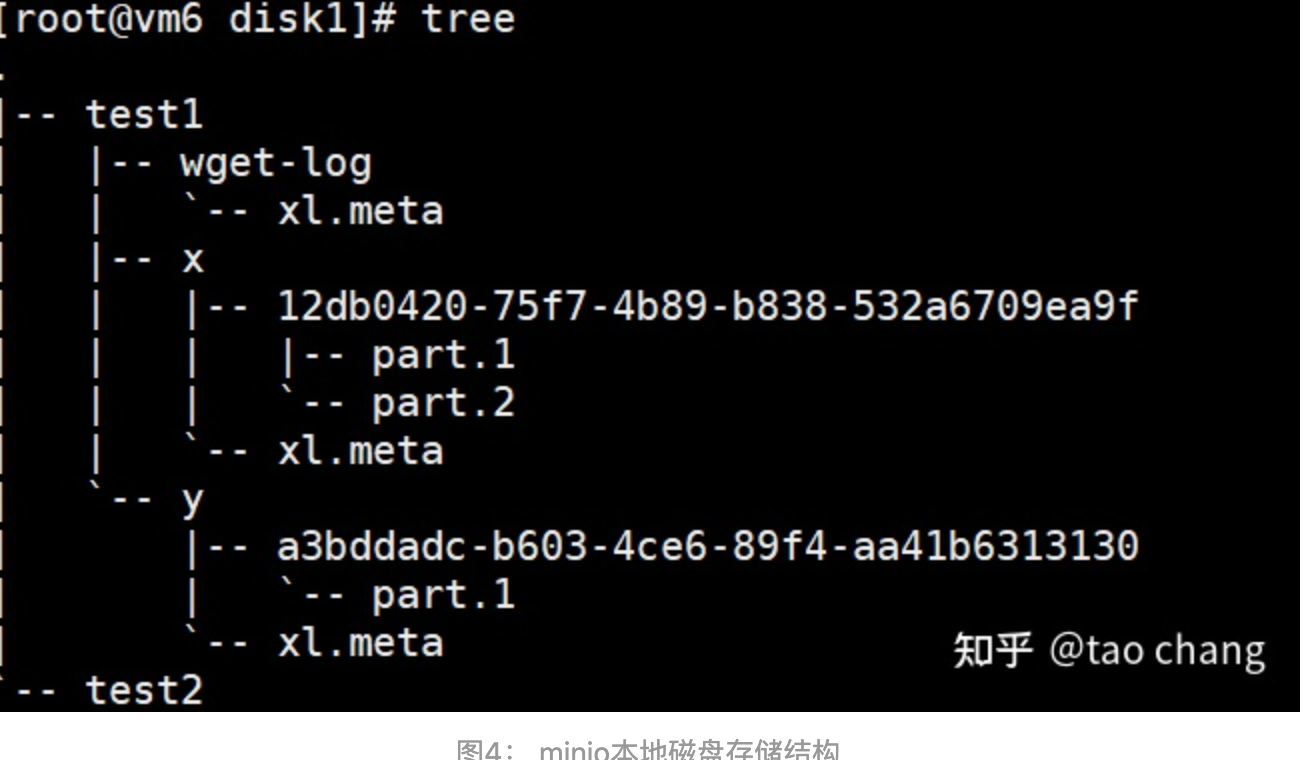 [root@vm6 disk1]# tree
.
|-- test1
|   |-- wget-log
|   |   `-- xl.meta
|   |-- x
|   |   |-- 12db0420-75f7-4b89-b838-532a6709ea9f
|   |   |   |-- part.1
|   |   |   `-- part.2
|   |   `-- xl.meta
|   `-- y
|       |-- a3bddadc-b603-4ce6-89f4-aa41b6313130
|       |   `-- part.1
|       `-- xl.meta
知乎 @tao chang
`-- test2
图4： minio本地磁盘存储结构